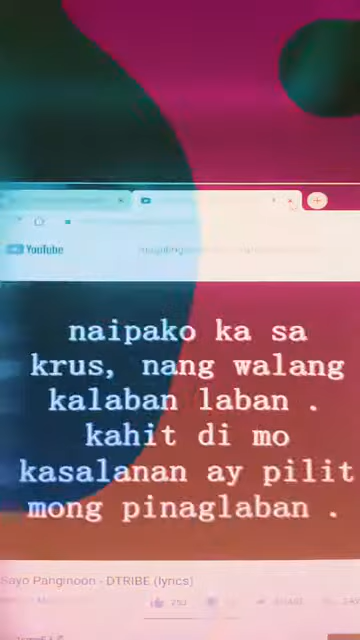 YouTube
naipako ka sa
krus, nang walang
kalaban laban .
kahit di mo
kasalanan ay pilit
mong pinaglaban .
Sayo Panginoon - DTRIBE (lyrics)